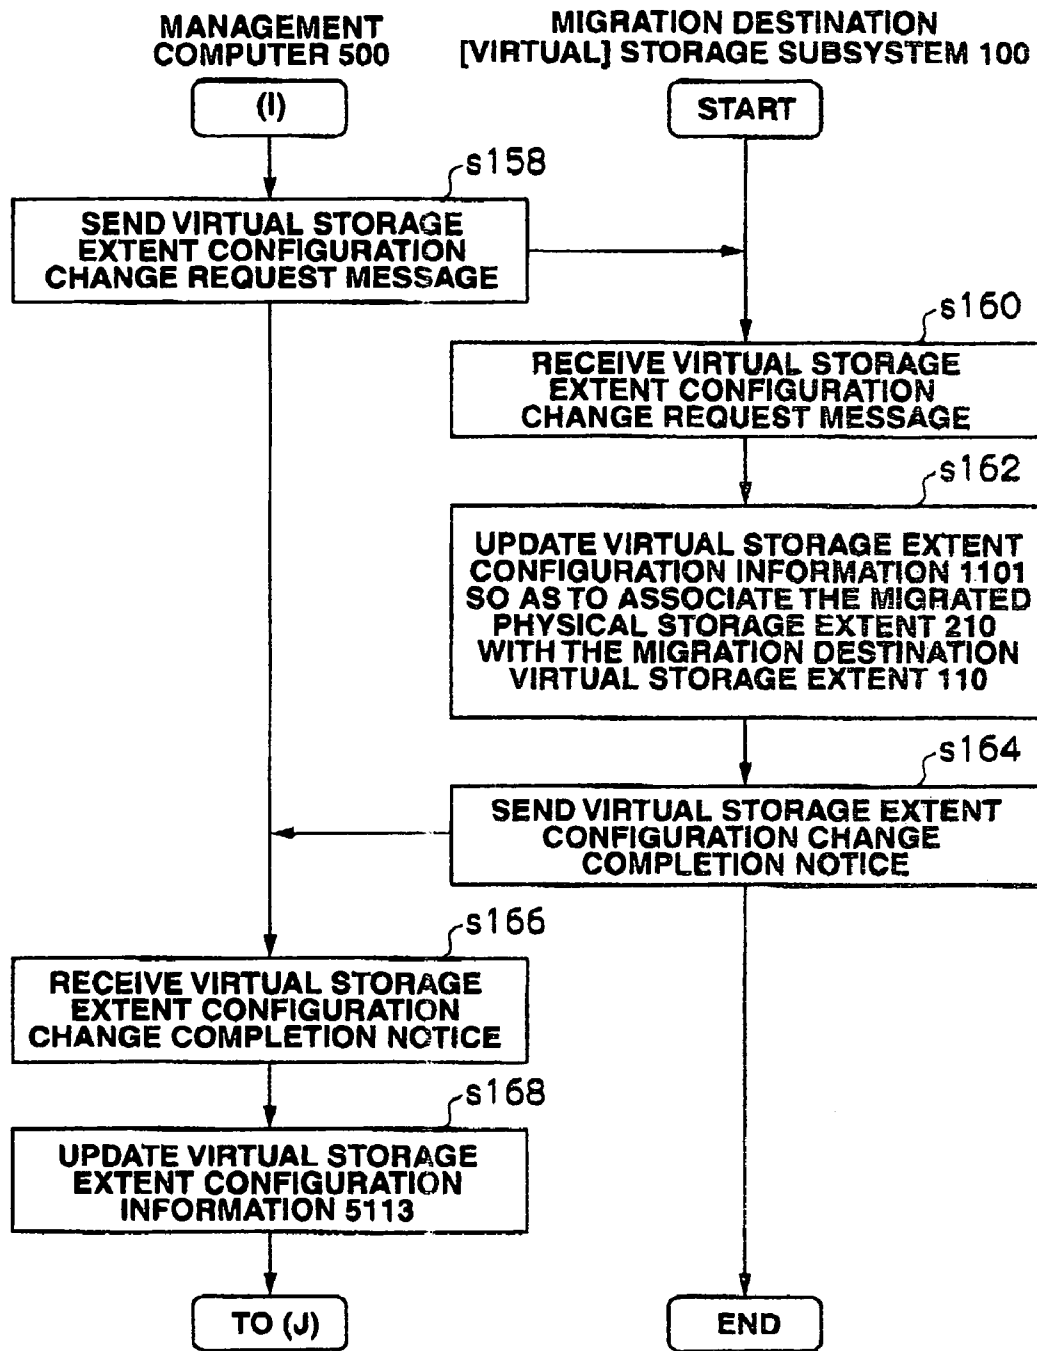 MANAGEMENT
COMPUTER 500
MIGRATION DESTINATION
[VIRTUAL] STORAGE SUBSYSTEM 100
(I)
START
s158
SEND VIRTUAL STORAGE
EXTENT CONFIGURATION
CHANGE REQUEST MESSAGE
s160
RECEIVE VIRTUAL STORAGE
EXTENT CONFIGURATION
CHANGE REQUEST MESSAGE
s162
UPDATE VIRTUAL STORAGE EXTENT
CONFIGURATION INFORMATION 1101
SO AS TO ASSOCIATE THE MIGRATED
PHYSICAL STORAGE EXTENT 210
WITH THE MIGRATION DESTINATION
VIRTUAL STORAGE EXTENT 110
s164
SEND VIRTUAL STORAGE EXTENT
CONFIGURATION CHANGE
COMPLETION NOTICE
s166
RECEIVE VIRTUAL STORAGE
EXTENT CONFIGURATION
CHANGE COMPLETION NOTICE
s168
UPDATE VIRTUAL STORAGE
EXTENT CONFIGURATION
INFORMATION 5113
TO (J)
END